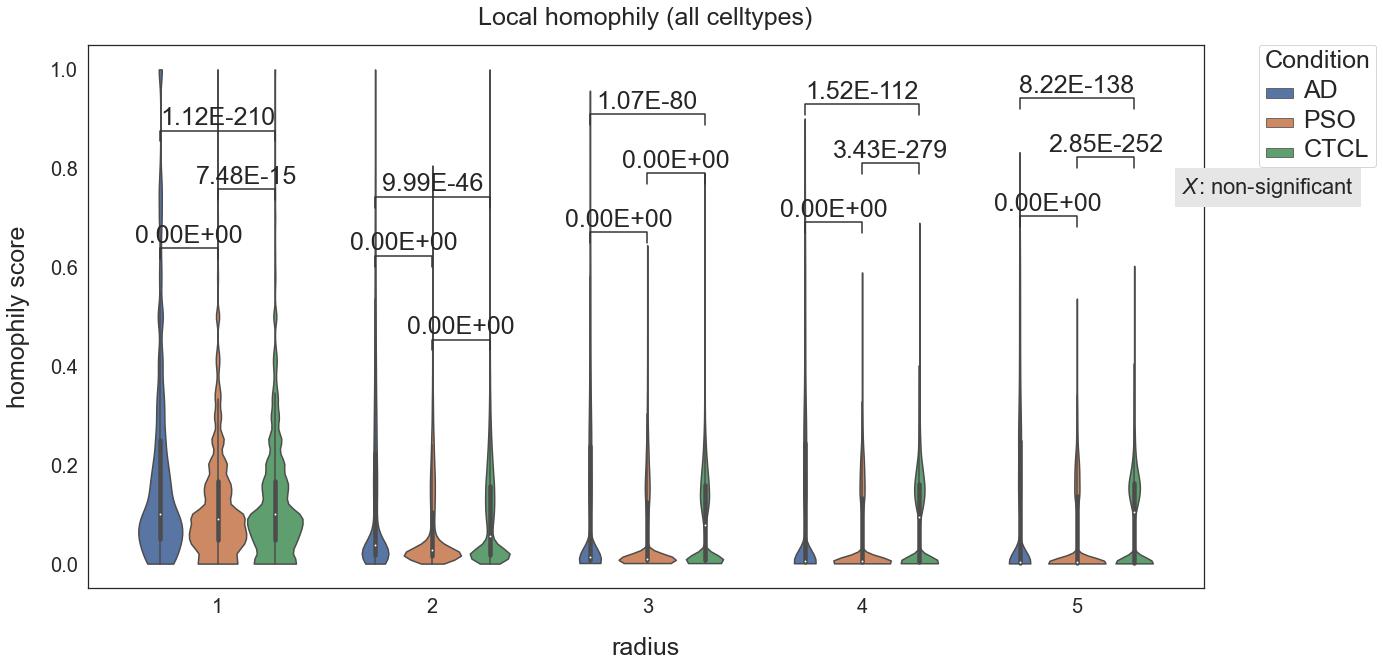 Local homophily (all celltypes)
homophily score
1.0
0.8
0.6
0.4
0.2
0.0
1.12E-210
7.48E-15
0.00E+00
9.99E-46
0.00E+00
0.00E+00
1.07E-80
0.00E+00
0.00E+00
1.52E-112
3.43E-279
0.00E+00
8.22E-138
2.85E-252
0.00E+00
1 2 3 4 5
radius
Condition
AD
PSO
CTCL
X: non-significant